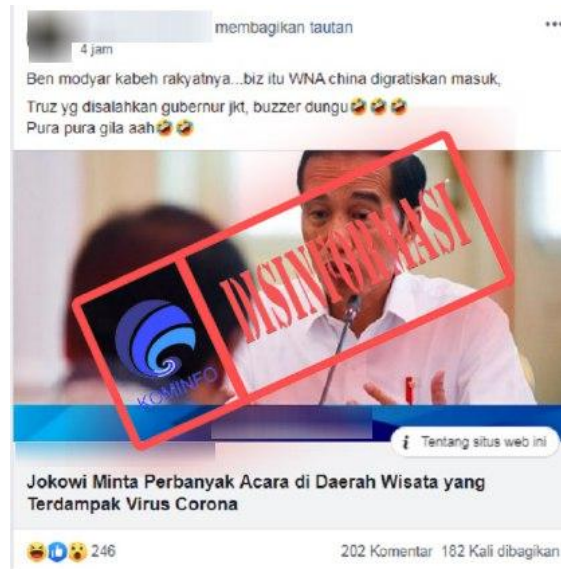 membagikan tautan
4 jam
Ben modyar kabeh rakyatnya...biz itu WNA china digratiskan masuk,
Truz yg disalahkan gubernur jkt, buzzer dungu🤣🤣🤣
Pura pura gila aah🤣🤣
DISINFORMASI
KOMINFO
i Tentang situs web ini
Jokowi Minta Perbanyak Acara di Daerah Wisata yang
Terdampak Virus Corona
246
202 Komentar 182 Kali dibagikan